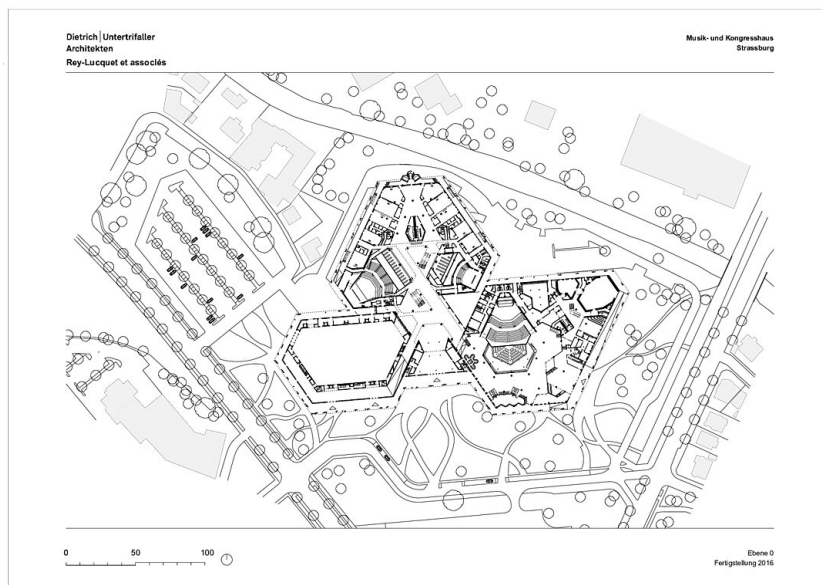 Dietrich|Untertrifaller
Architekten
Rey-Lucquet et associés
Musik- und Kongresshaus
Strassburg
0 50 100
Ebene 0
Fertigstellung 2016